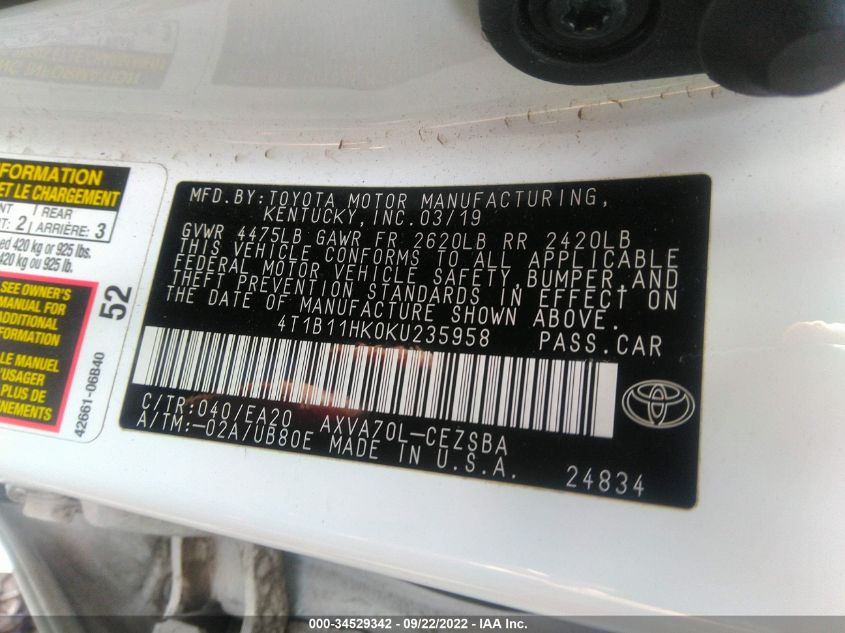 FORMATION
ET LE CHARGEMENT
2 REAR
ARRIÈRE: 3
420 kg or 925 lbs.
420 kg ou 925 lb.
SEE OWNER'S
MANUAL FOR
ADDITIONAL
INFORMATION
LE MANUEL
L'USAGER
PLUS DE
42661-06B40
52
MFD. BY: TOYOTA MOTOR MANUFACTURING,
KENTUCKY, INC. 03/19
GVWR 4475LB GAWR FR 2620LB RR 2420LB
THIS VEHICLE CONFORMS TO ALL APPLICABLE
FEDERAL MOTOR VEHICLE SAFETY, BUMPER, AND
THEFT PREVENTION STANDARDS IN EFFECT ON
THE DATE OF MANUFACTURE SHOWN ABOVE.
4T1B11HK0KU235958 PASS. CAR
C/TR: 040/EA20 AXVA70L-CEZSBA
A/TM: -02A/UB80E MADE IN U.S.A.
24834
000-34529342 / 09/22/2022 - IAA Inc.